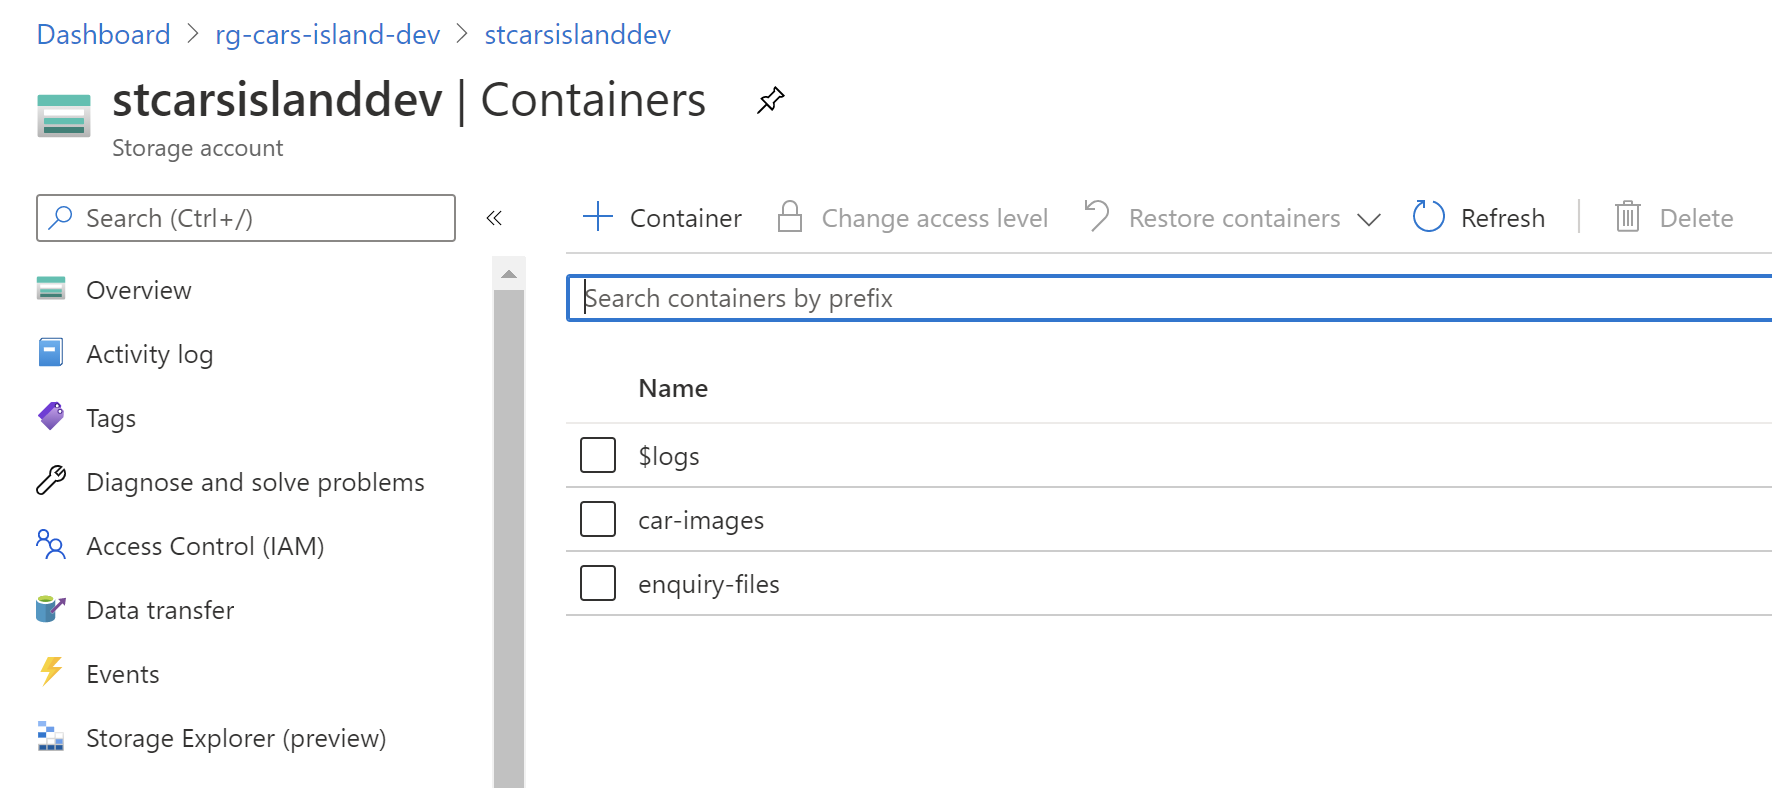 Dashboard > rg-cars-island-dev > stcarsislanddev
stcarsislanddev | Containers
Storage account
Search (Ctrl+/)
«
Container
Change access level
Restore containers
Refresh
Delete
Search containers by prefix
Overview
Activity log
Tags
Diagnose and solve problems
Access Control (IAM)
Data transfer
Events
Storage Explorer (preview)
Name
$logs
car-images
enquiry-files